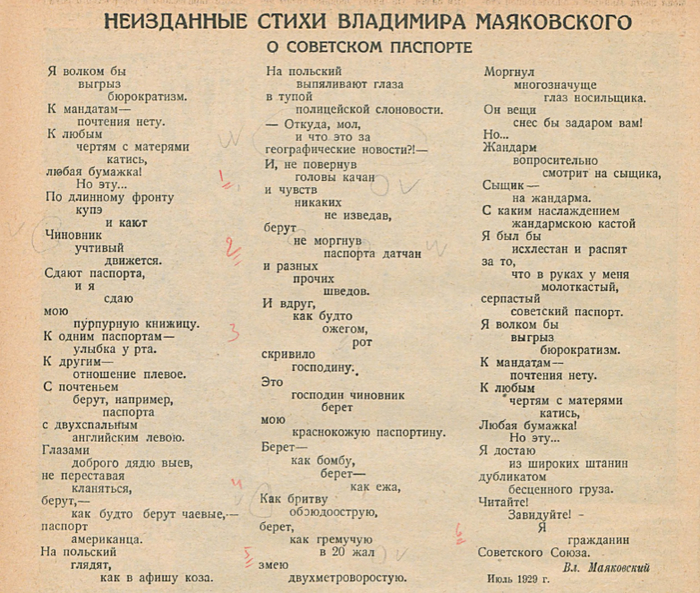 НЕИЗДАННЫЕ СТИХИ ВЛАДИМИРА МАЯКОВСКОГО
О СОВЕТСКОМ ПАСПОРТЕ
Я волком бы
выгрыз
бюрократизм.
К мандатам—
почтения нету.
К любым
чертям с матерями
катись,
любая бумажка!
Но эту...
По длинному фронту
купэ
и кают
Чиновник
учтивый
движется.
Сдают паспорта,
и я
сдаю
мою
пурпурную книжицу.
К одним паспортам—
улыбка у рта.
К другим—
отношение плевое.
С почтеньем
берут, например,
паспорта
с двухспальным
английским левою.
Глазами
доброго дядю выев,
не переставая
кланяться,
берут,—
как будто берут чаевые,—
паспорт
американца.
На польский
глядят,
как в афишу коза.
На польский
выпяливают глаза
в тупой
полицейской слоновости.
— Откуда, мол,
и что это за
географические новости?!—
И, не повернув
головы качан
и чувств
никаких
не изведав,
берут
не моргнув
паспорта датчан
и разных
прочих
шведов.
И вдруг,
как будто
ожегом,
рот
скривило
господину.
Это
господин чиновник
берет
мою
краснокожую паспортину.
Берет—
как бомбу,
берет—
как ежа,
Как бритву
обоюдоострую,
берет,
как гремучую
в 20 жал
змею
двухметроворостую.
Моргнул
многозначуще
глаз носильщика.
Он вещи
снес бы задаром вам!
Но...
Жандарм
вопросительно
смотрит на сыщика,
Сыщик—
на жандарма.
С каким наслаждением
жандармскою кастой
Я был бы
исхлестан и распят
за то,
что в руках у меня
молоткастый,
серпастый
советский паспорт.
Я волком бы
выгрыз
бюрократизм.
К мандатам—
почтения нету.
К любым
чертям с матерями
катись,
Любая бумажка!
Но эту...
Я достаю
из широких штанин
дубликатом
бесценного груза.
Читайте!
Завидуйте! –
Я
гражданин
Советского Союза.
Вл. Маяковский
Июль 1929 г.
1
2
3
4
5
6